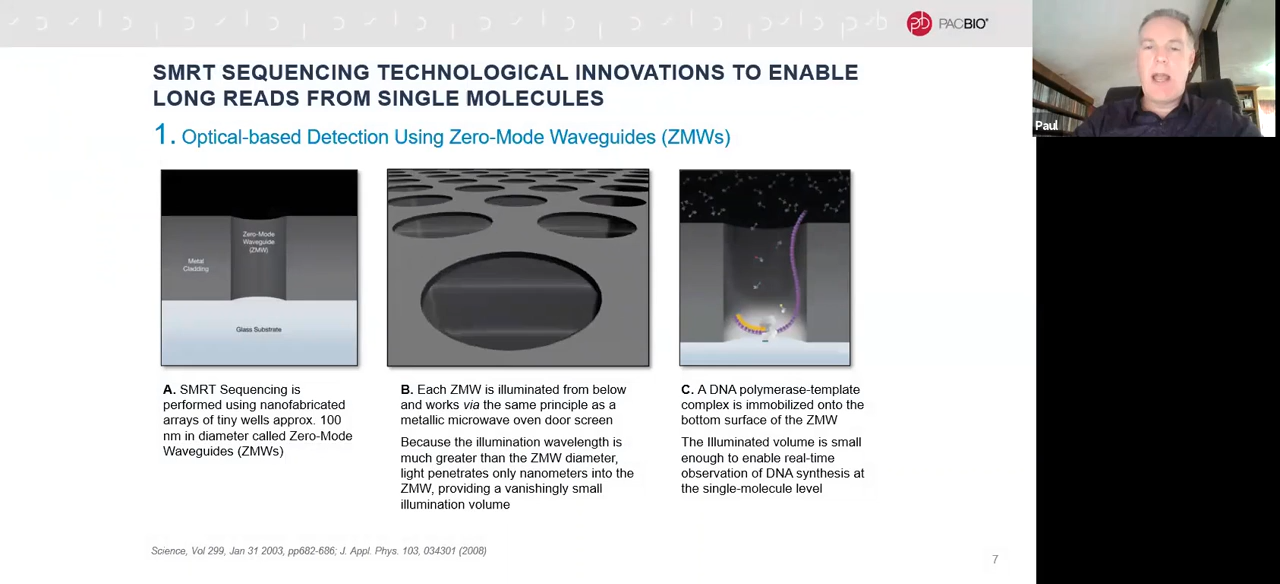 PACBIO®
SMRT SEQUENCING TECHNOLOGICAL INNOVATIONS TO ENABLE
LONG READS FROM SINGLE MOLECULES
1. Optical-based Detection Using Zero-Mode Waveguides (ZMWs)
Zero-Mode
Waveguide
(ZMW)
Metal
Cladding
Glass Substrate
A. SMRT Sequencing is
performed using nanofabricated
arrays of tiny wells approx. 100
nm in diameter called Zero-Mode
Waveguides (ZMWs)
B. Each ZMW is illuminated from below
and works via the same principle as a
metallic microwave oven door screen
Because the illumination wavelength is
much greater than the ZMW diameter,
light penetrates only nanometers into the
ZMW, providing a vanishingly small
illumination volume
C. A DNA polymerase-template
complex is immobilized onto the
bottom surface of the ZMW
The Illuminated volume is small
enough to enable real-time
observation of DNA synthesis at
the single-molecule level
Science, Vol 299, Jan 31 2003, pp682-686; J. Appl. Phys. 103, 034301 (2008)
7
Paul